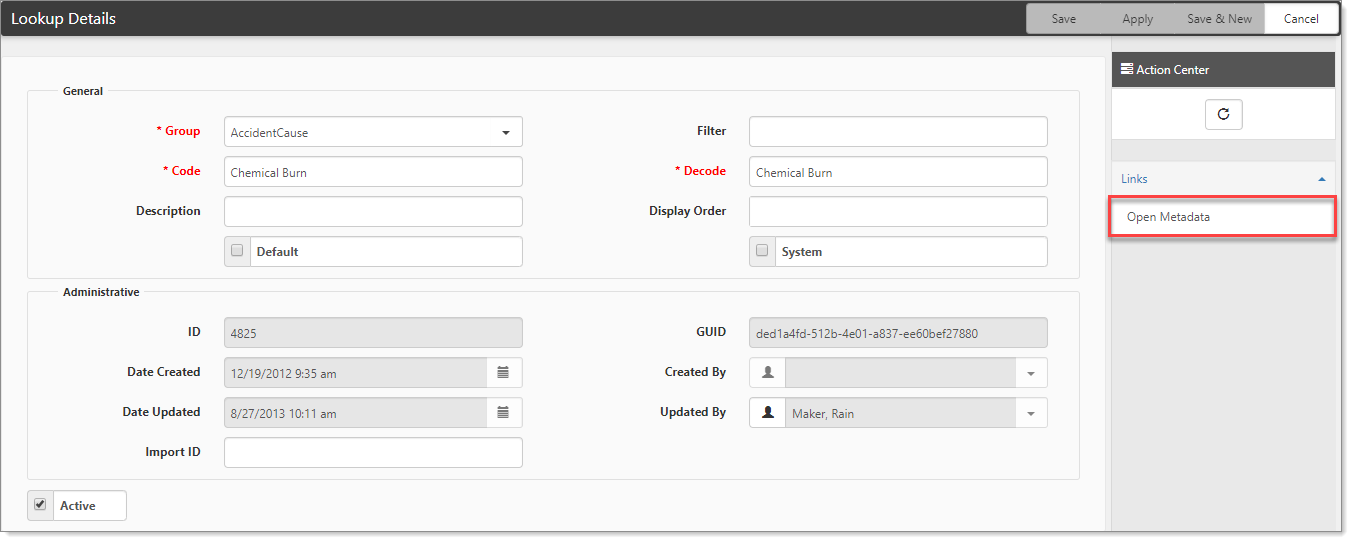 Lookup Details
Save Apply Save & New Cancel
Action Center
General
* Group AccidentCause Filter
* Code Chemical Burn * Decode Chemical Burn
Links
Description Display Order
Open Metadata
Default System
Administrative
ID 4825 GUID ded1a4fd-512b-4e01-a837-ee60bef27880
Date Created 12/19/2012 9:35 am Created By
Date Updated 8/27/2013 10:11 am Updated By Maker, Rain
Import ID
Active